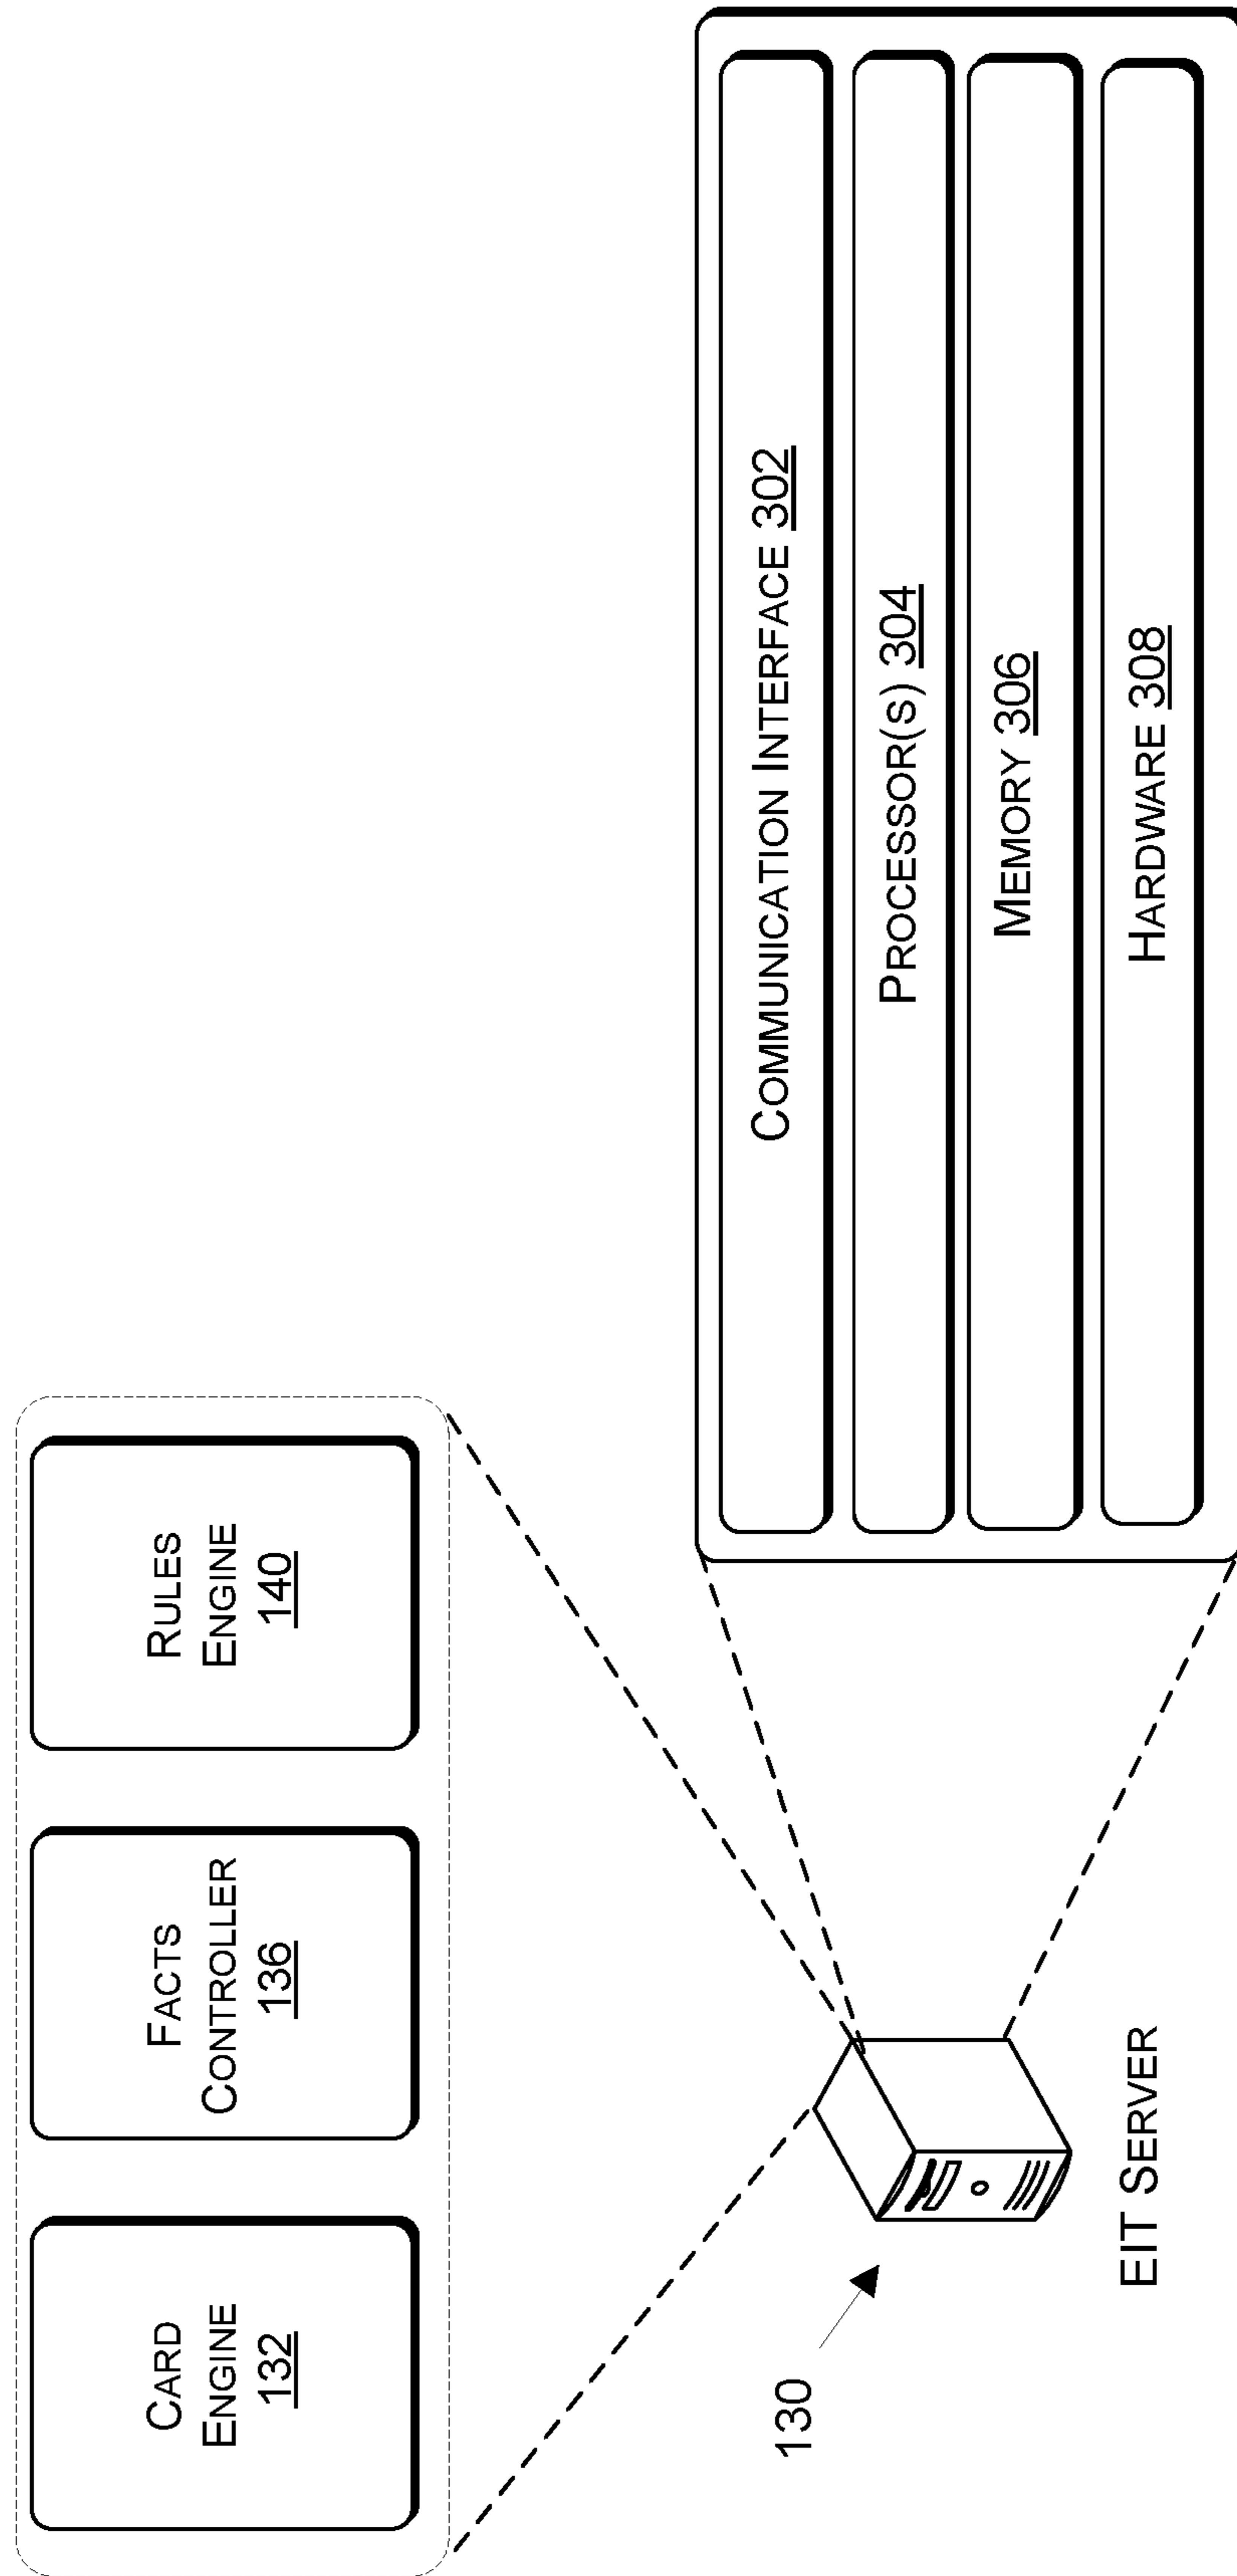 CARD
ENGINE
132
FACTS
CONTROLLER
136
RULES
ENGINE
140
130
EIT SERVER
COMMUNICATION INTERFACE 302
PROCESSOR(S) 304
MEMORY 306
HARDWARE 308